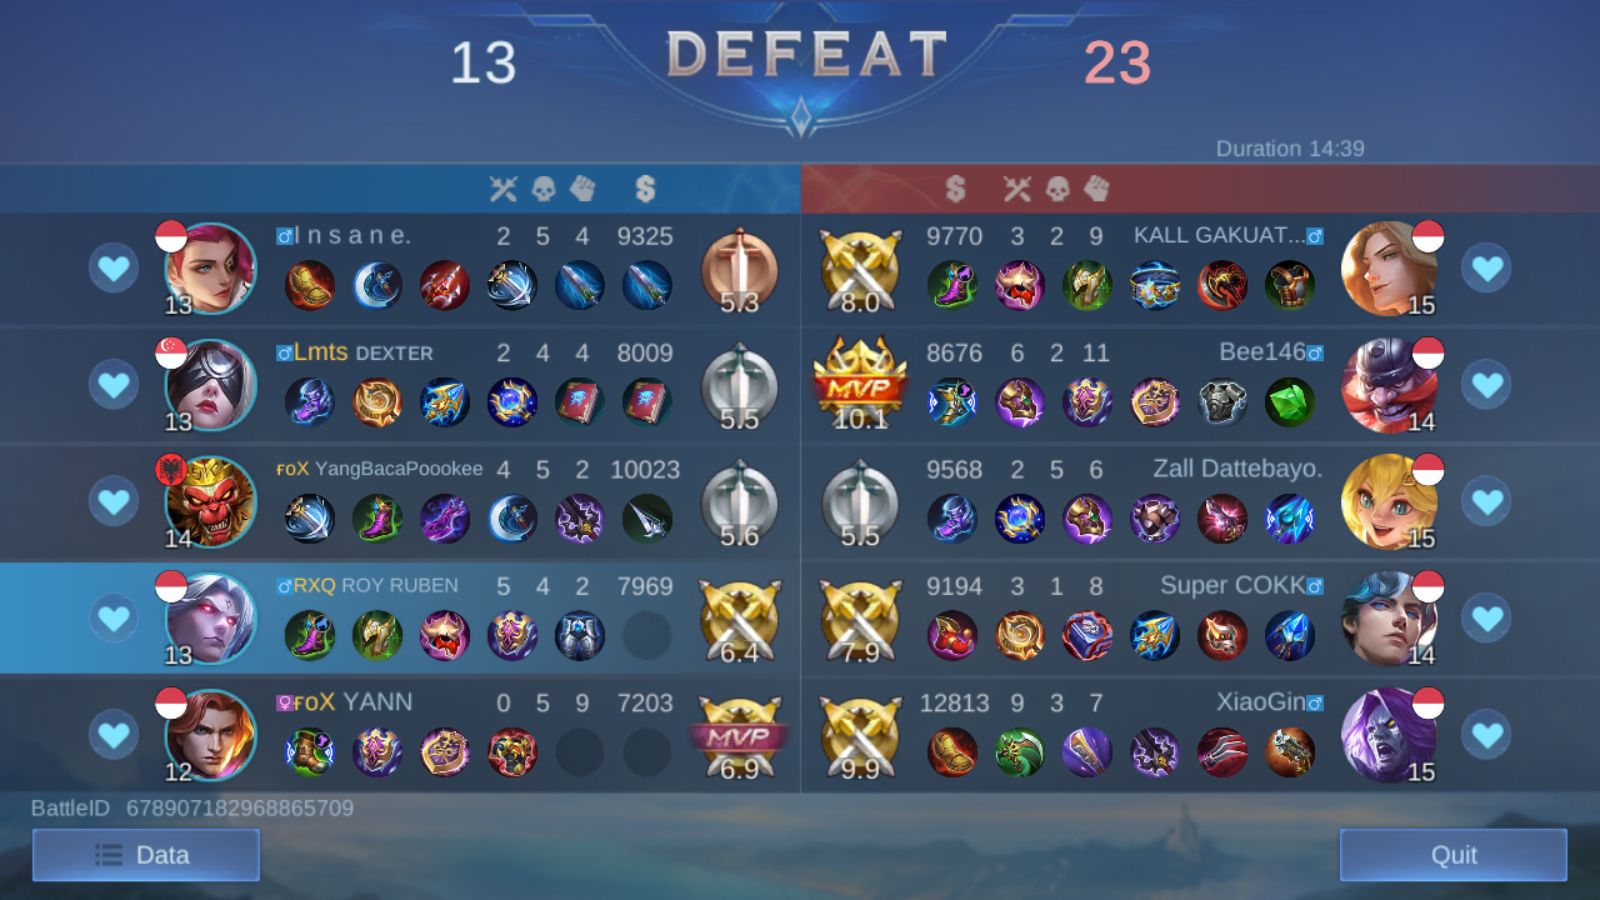 13 DEFEAT 23
Duration 14:39
I n s a n e. 2 5 4 9325
13 5.3
9770 3 2 9 KALL GAKUAT...
8.0 15
Lmts DEXTER 2 4 4 8009
13 5.5
8676 6 2 11 Bee146
MVP
10.1 14
ғoX YangBacaPoookee 4 5 2 10023
14 5.6
9568 2 5 6 Zall Dattebayo.
5.5 15
RXQ ROY RUBEN 5 4 2 7969
13 6.4
9194 3 1 8 Super COKK
7.9 14
ғoX YANN 0 5 9 7203
MVP
12 6.9
12813 9 3 7 XiaoGin
9.9 15
BattleID 678907182968865709
Data
Quit